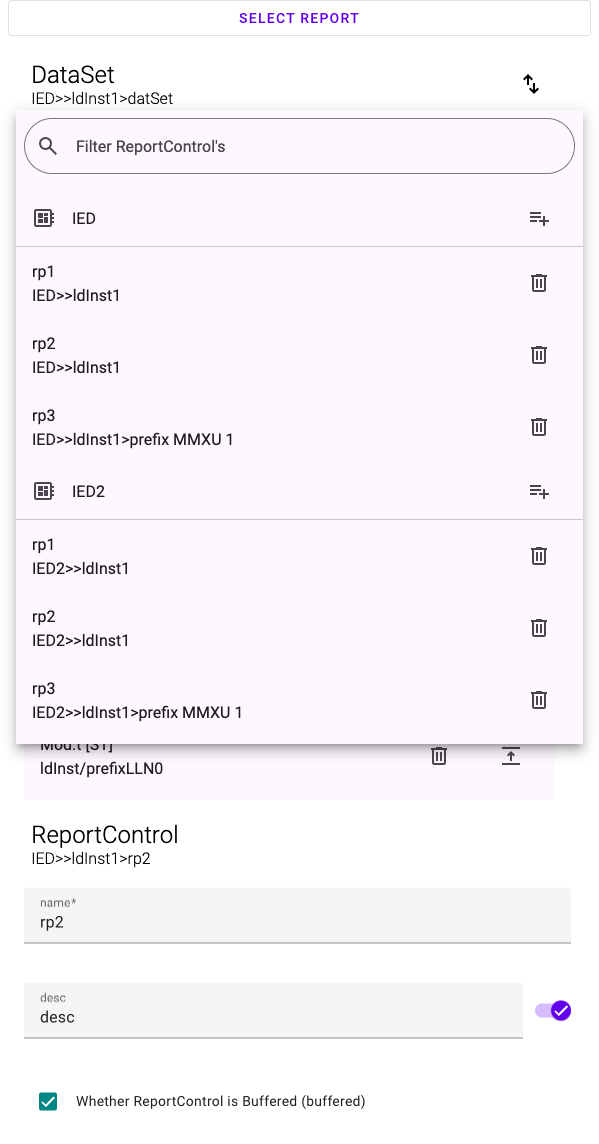 SELECT REPORT
DataSet
IED>>ldInst1>datSet
Filter ReportControl's
IED
rp1
IED>>ldInst1
rp2
IED>>ldInst1
rp3
IED>>ldInst1>prefix MMXU 1
IED2
rp1
IED2>>ldInst1
rp2
IED2>>ldInst1
rp3
IED2>>ldInst1>prefix MMXU 1
Mod.t [ST]
ldInst/prefixLLN0
ReportControl
IED>>ldInst1>rp2
name*
rp2
desc
desc
Whether ReportControl is Buffered (buffered)